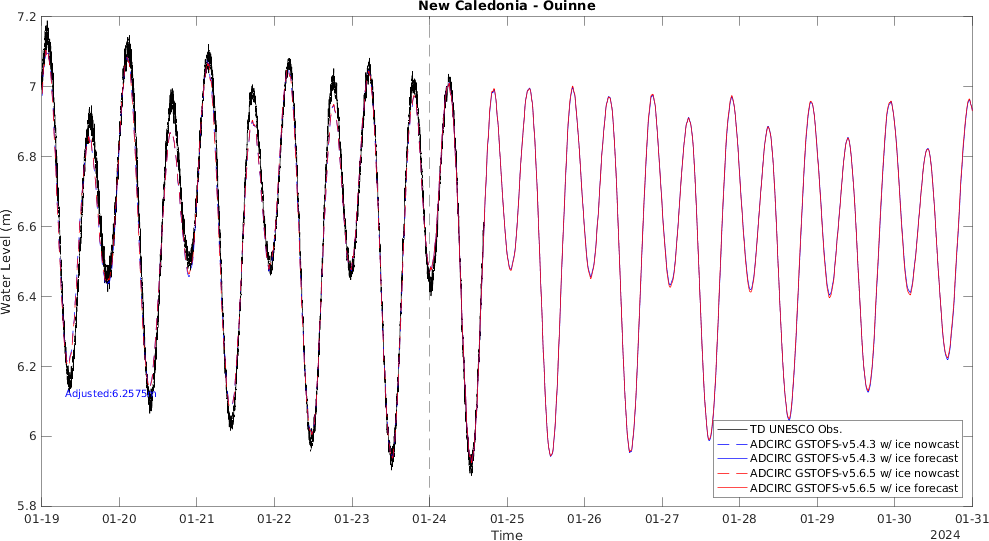 New Caledonia - Ouinne
7.2
7
6.8
6.6
6.4
6.2
6
5.8
Water Level (m)
Adjusted:6.2575m
TD UNESCO Obs.
ADCIRC GSTOFS-v5.4.3 w/ ice nowcast
ADCIRC GSTOFS-v5.4.3 w/ ice forecast
ADCIRC GSTOFS-v5.6.5 w/ ice nowcast
ADCIRC GSTOFS-v5.6.5 w/ ice forecast
01-19 01-20 01-21 01-22 01-23 01-24 01-25 01-26 01-27 01-28 01-29 01-30 01-31
Time
2024